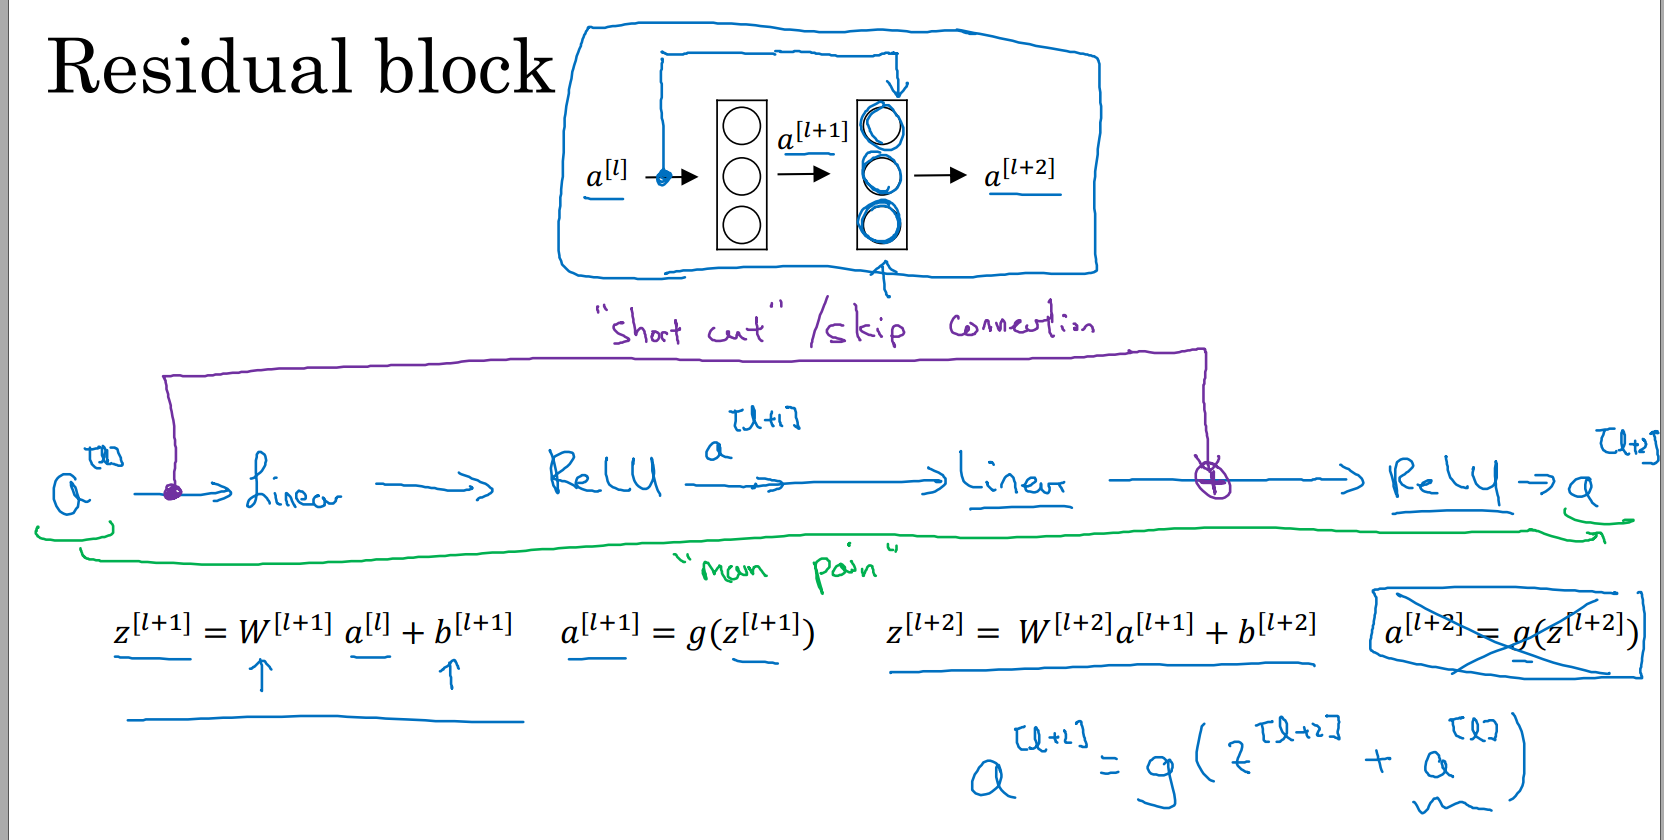 Residual block
a^[l] a^[l+1] a^[l+2]
"short cut" / skip connection
a^[l] → Linear → ReLU a^[l+1] → Linear ⊕ → ReLU → a^[l+2]
"main path"
z^[l+1] = W^[l+1] a^[l] + b^[l+1] a^[l+1] = g(z^[l+1]) z^[l+2] = W^[l+2]a^[l+1] + b^[l+2] a^[l+2] = g(z^[l+2])
a^[l+2] = g(z^[l+2] + a^[l])